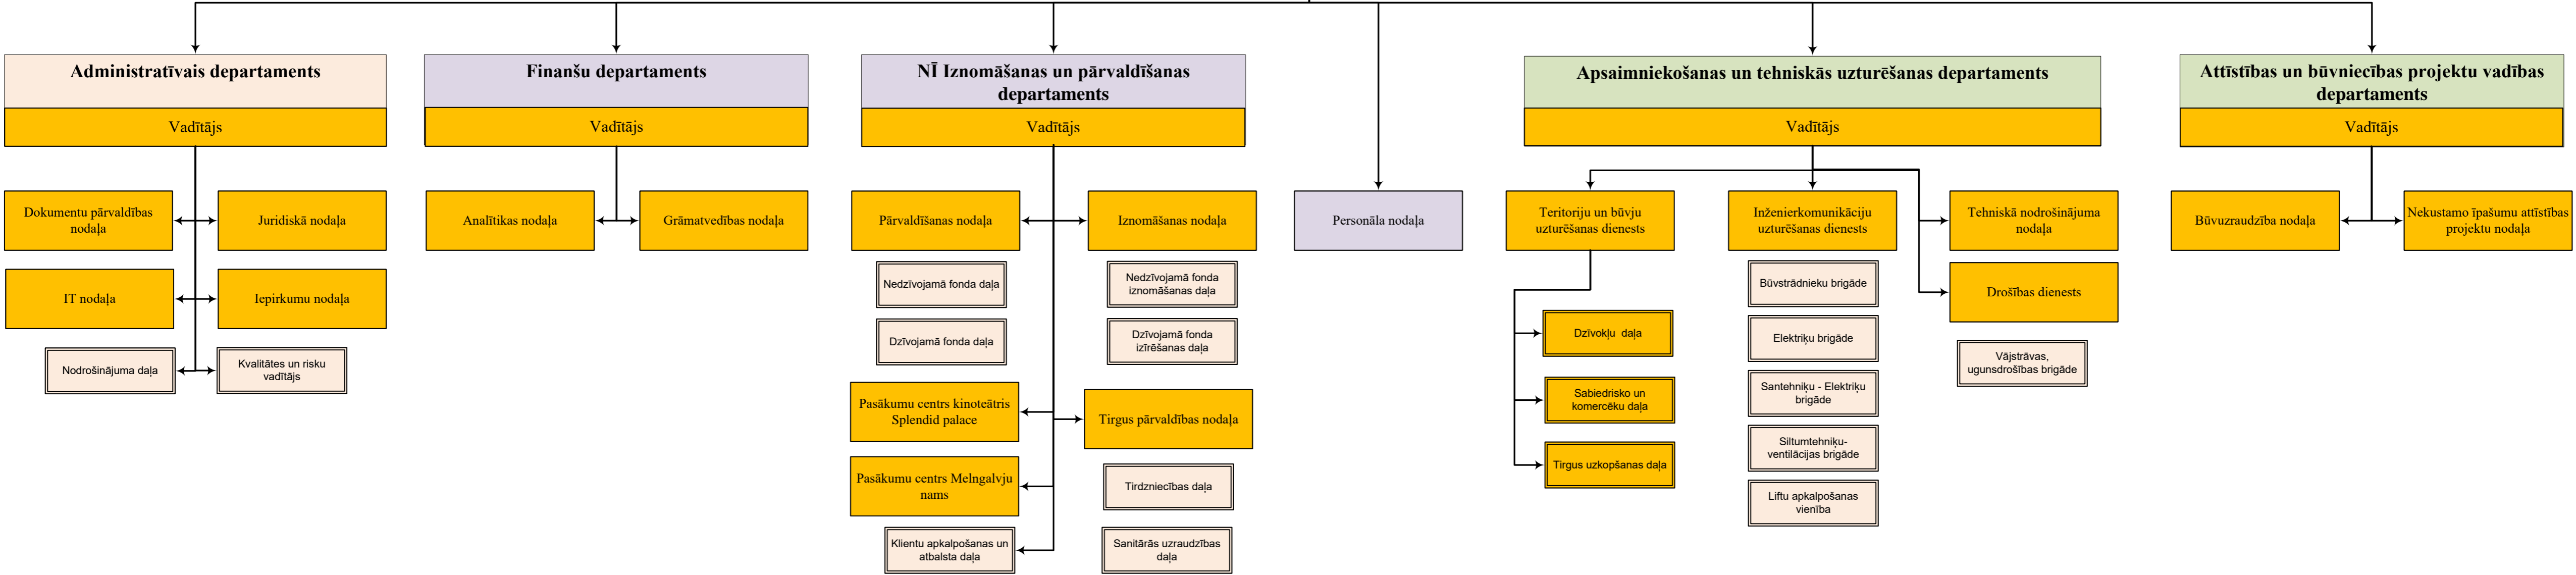 Administratīvais departaments
Vadītājs
Dokumentu pārvaldības
nodaļa
Juridiskā nodaļa
IT nodaļa
Iepirkumu nodaļa
Nodrošinājuma daļa
Kvalitātes un risku
vadītājs
Finanšu departaments
Vadītājs
Analītikas nodaļa
Grāmatvedības nodaļa
NĪ Iznomāšanas un pārvaldīšanas
departaments
Vadītājs
Pārvaldīšanas nodaļa
Iznomāšanas nodaļa
Nedzīvojamā fonda daļa
Nedzīvojamā fonda
iznomāšanas daļa
Dzīvojamā fonda daļa
Dzīvojamā fonda
izīrēšanas daļa
Pasākumu centrs kinoteātris
Splendid palace
Tirgus pārvaldības nodaļa
Pasākumu centrs Melngalvju
nams
Tirdzniecības daļa
Klientu apkalpošanas un
atbalsta daļa
Sanitārās uzraudzības
daļa
Personāla nodaļa
Apsaimniekošanas un tehniskās uzturēšanas departaments
Vadītājs
Teritoriju un būvju
uzturēšanas dienests
Dzīvokļu daļa
Sabiedrisko un
komercēku daļa
Tirgus uzkopšanas daļa
Inženierkomunikāciju
uzturēšanas dienests
Būvstrādnieku brigāde
Elektriķu brigāde
Santehniķu - Elektriķu
brigāde
Siltumtehniķu-
ventilācijas brigāde
Liftu apkalpošanas
vienība
Tehniskā nodrošinājuma
nodaļa
Drošības dienests
Vājstrāvas,
ugunsdrošības brigāde
Attīstības un būvniecības projektu vadības
departaments
Vadītājs
Būvuzraudzība nodaļa
Nekustamo īpašumu attīstības
projektu nodaļa